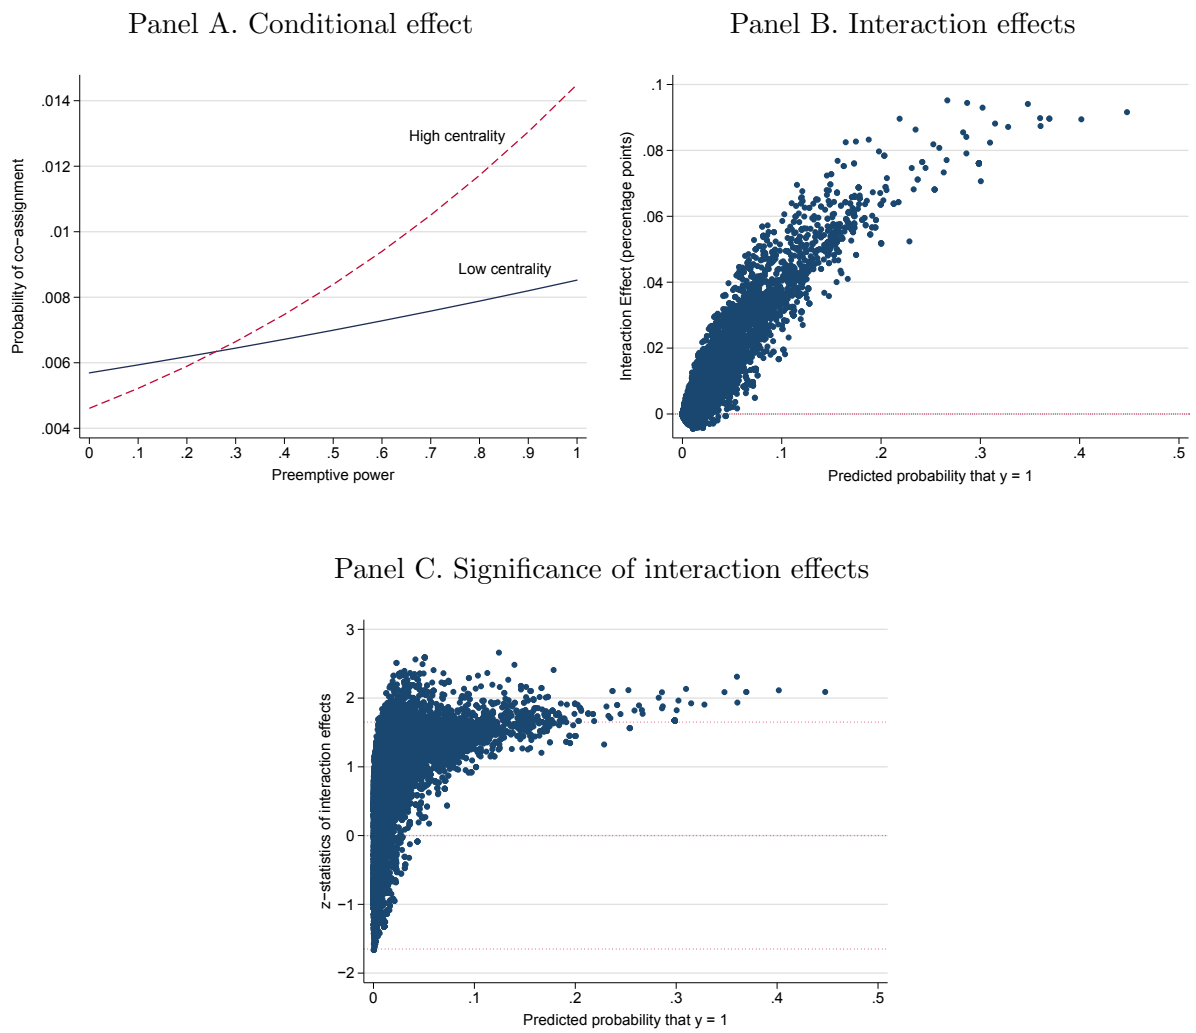 Panel A. Conditional effect
Probability of co−assignment
.014
.012
.01
.008
.006
.004
High centrality
Low centrality
0 .1 .2 .3 .4 .5 .6 .7 .8 .9 1
Preemptive power
Panel B. Interaction effects
Interaction Effect (percentage points)
.1
.08
.06
.04
.02
0
0 .1 .2 .3 .4 .5
Predicted probability that y = 1
Panel C. Significance of interaction effects
z−statistics of interaction effects
3
2
1
0
−1
−2
0 .1 .2 .3 .4 .5
Predicted probability that y = 1